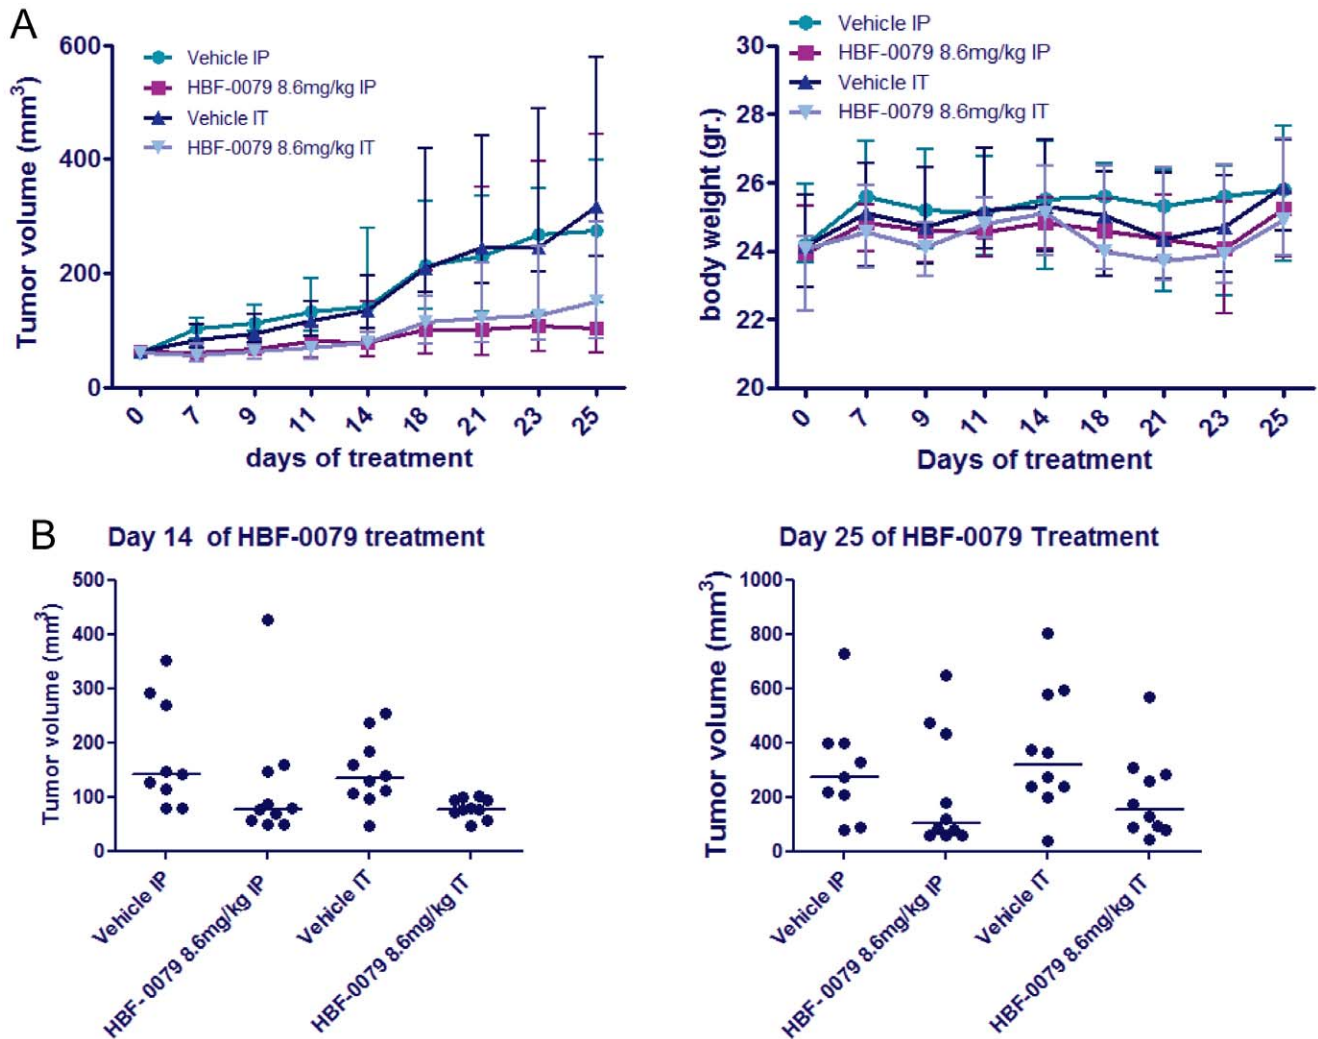 A
Tumor volume (mm3)
600
400
200
0
Vehicle IP
HBF-0079 8.6mg/kg IP
Vehicle IT
HBF-0079 8.6mg/kg IT
0 7 9 11 14 18 21 23 25
days of treatment
body weight (gr.)
30
28
26
24
22
20
Vehicle IP
HBF-0079 8.6mg/kg IP
Vehicle IT
HBF-0079 8.6mg/kg IT
0 7 9 11 14 18 21 23 25
Days of treatment
B
Day 14 of HBF-0079 treatment
Tumor volume (mm3)
500
400
300
200
100
0
Vehicle IP
HBF- 0079 8.6mg/kg IP
Vehicle IT
HBF-0079 8.6mg/kg IT
Day 25 of HBF-0079 Treatment
Tumor volume (mm3)
1000
800
600
400
200
0
Vehicle IP
HBF- 0079 8.6mg/kg IP
Vehicle IT
HBF-0079 8.6mg/kg IT